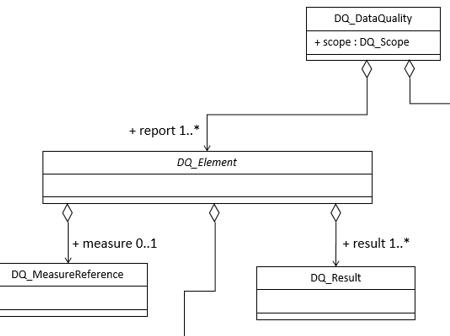 DQ_DataQuality
+ scope : DQ_Scope
+ report 1..*
DQ_Element
+ measure 0..1
+ result 1..*
DQ_MeasureReference
DQ_Result